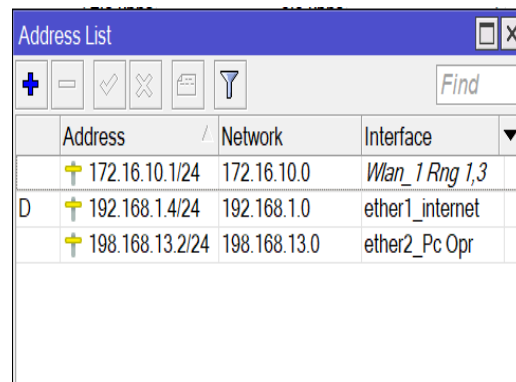 Address List
Find
Address Network Interface
172.16.10.1/24 172.16.10.0 Wlan_1 Rng 1,3
D 192.168.1.4/24 192.168.1.0 ether1_internet
198.168.13.2/24 198.168.13.0 ether2_Pc Opr